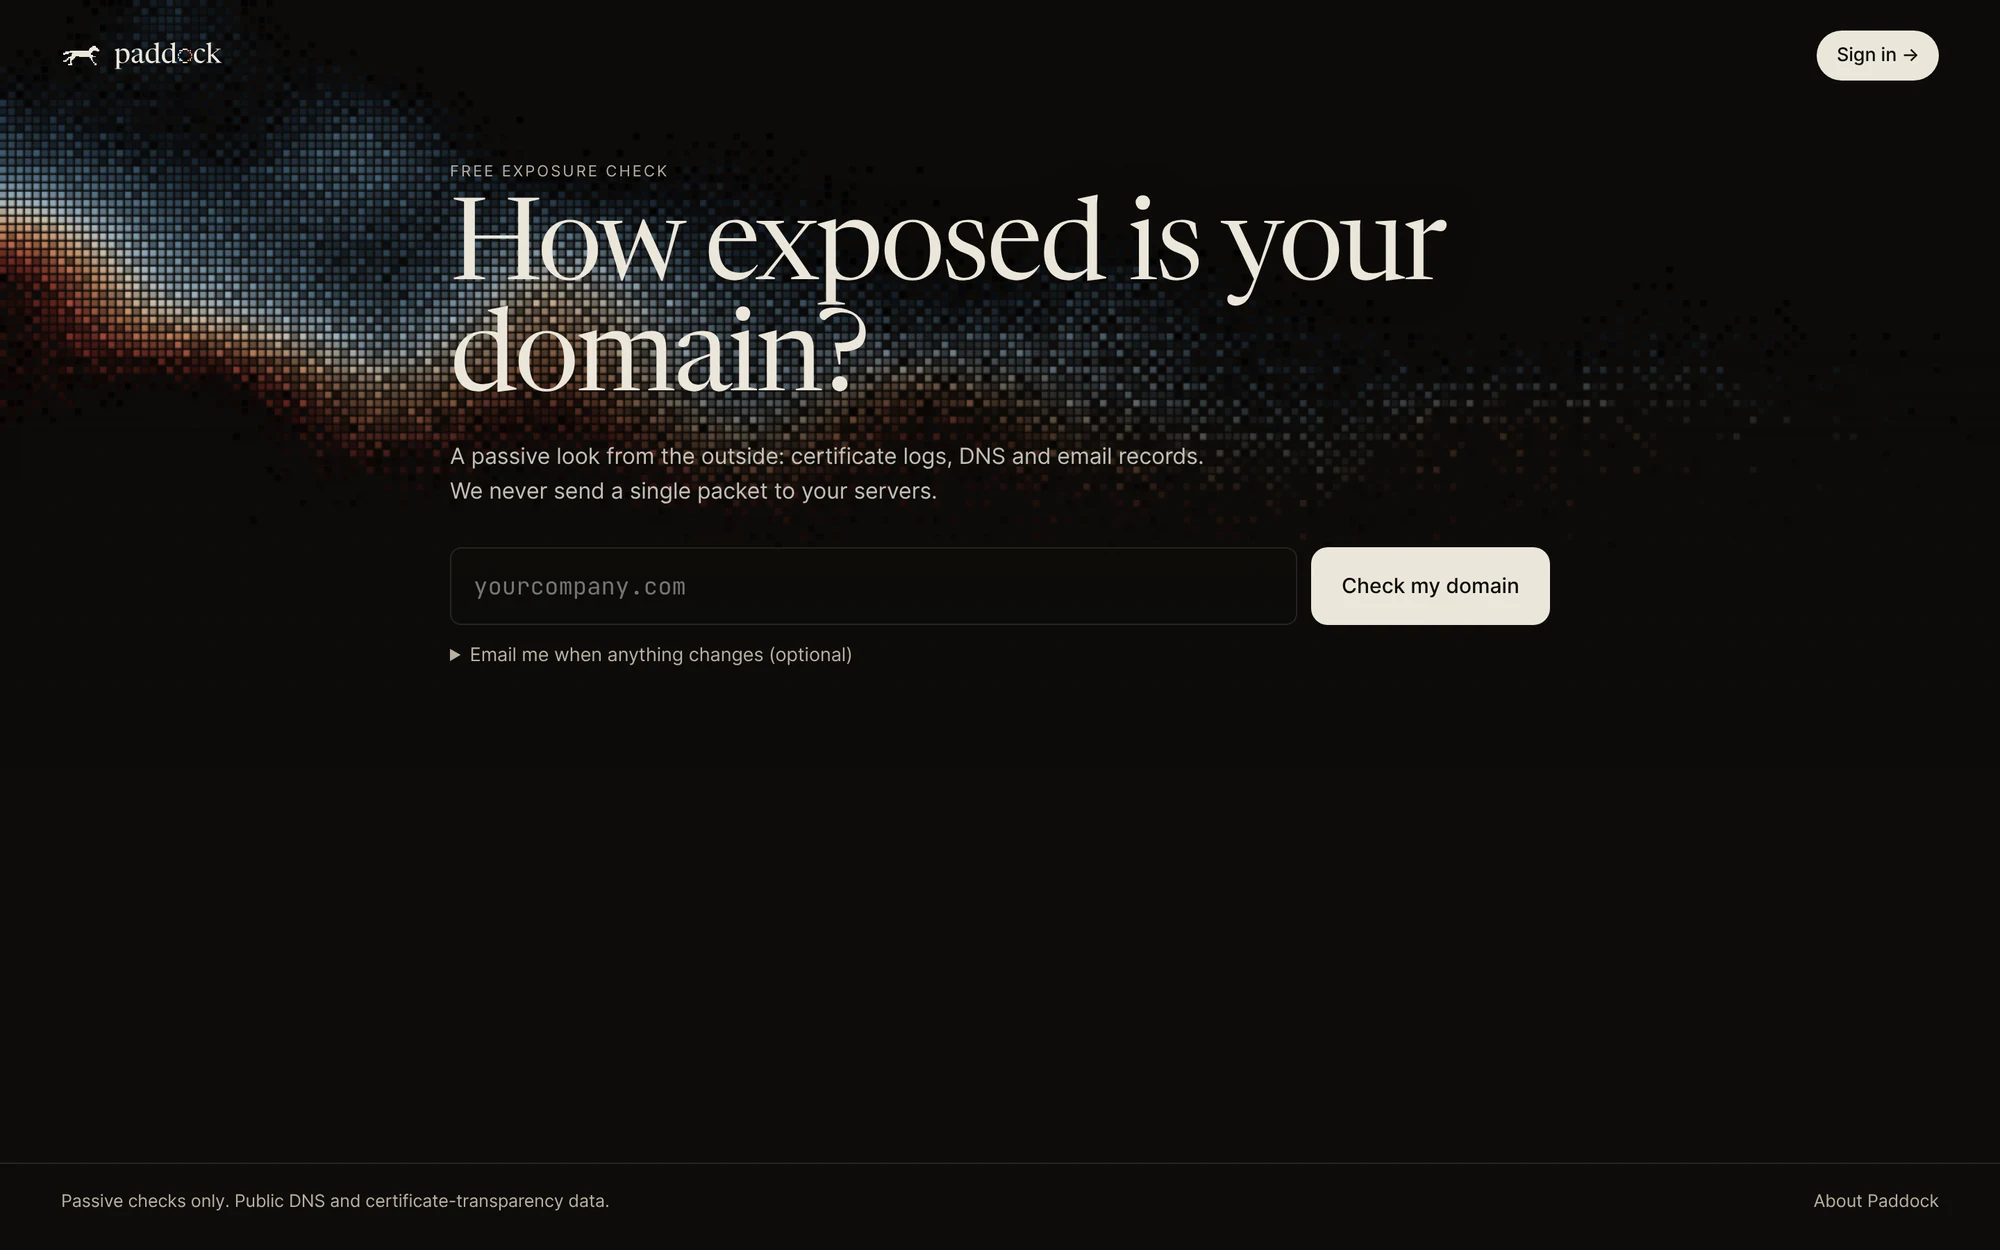 paddock
Sign in →
FREE EXPOSURE CHECK
How exposed is your
domain?
A passive look from the outside: certificate logs, DNS and email records.
We never send a single packet to your servers.
yourcompany.com
Check my domain
Email me when anything changes (optional)
Passive checks only. Public DNS and certificate-transparency data.
About Paddock